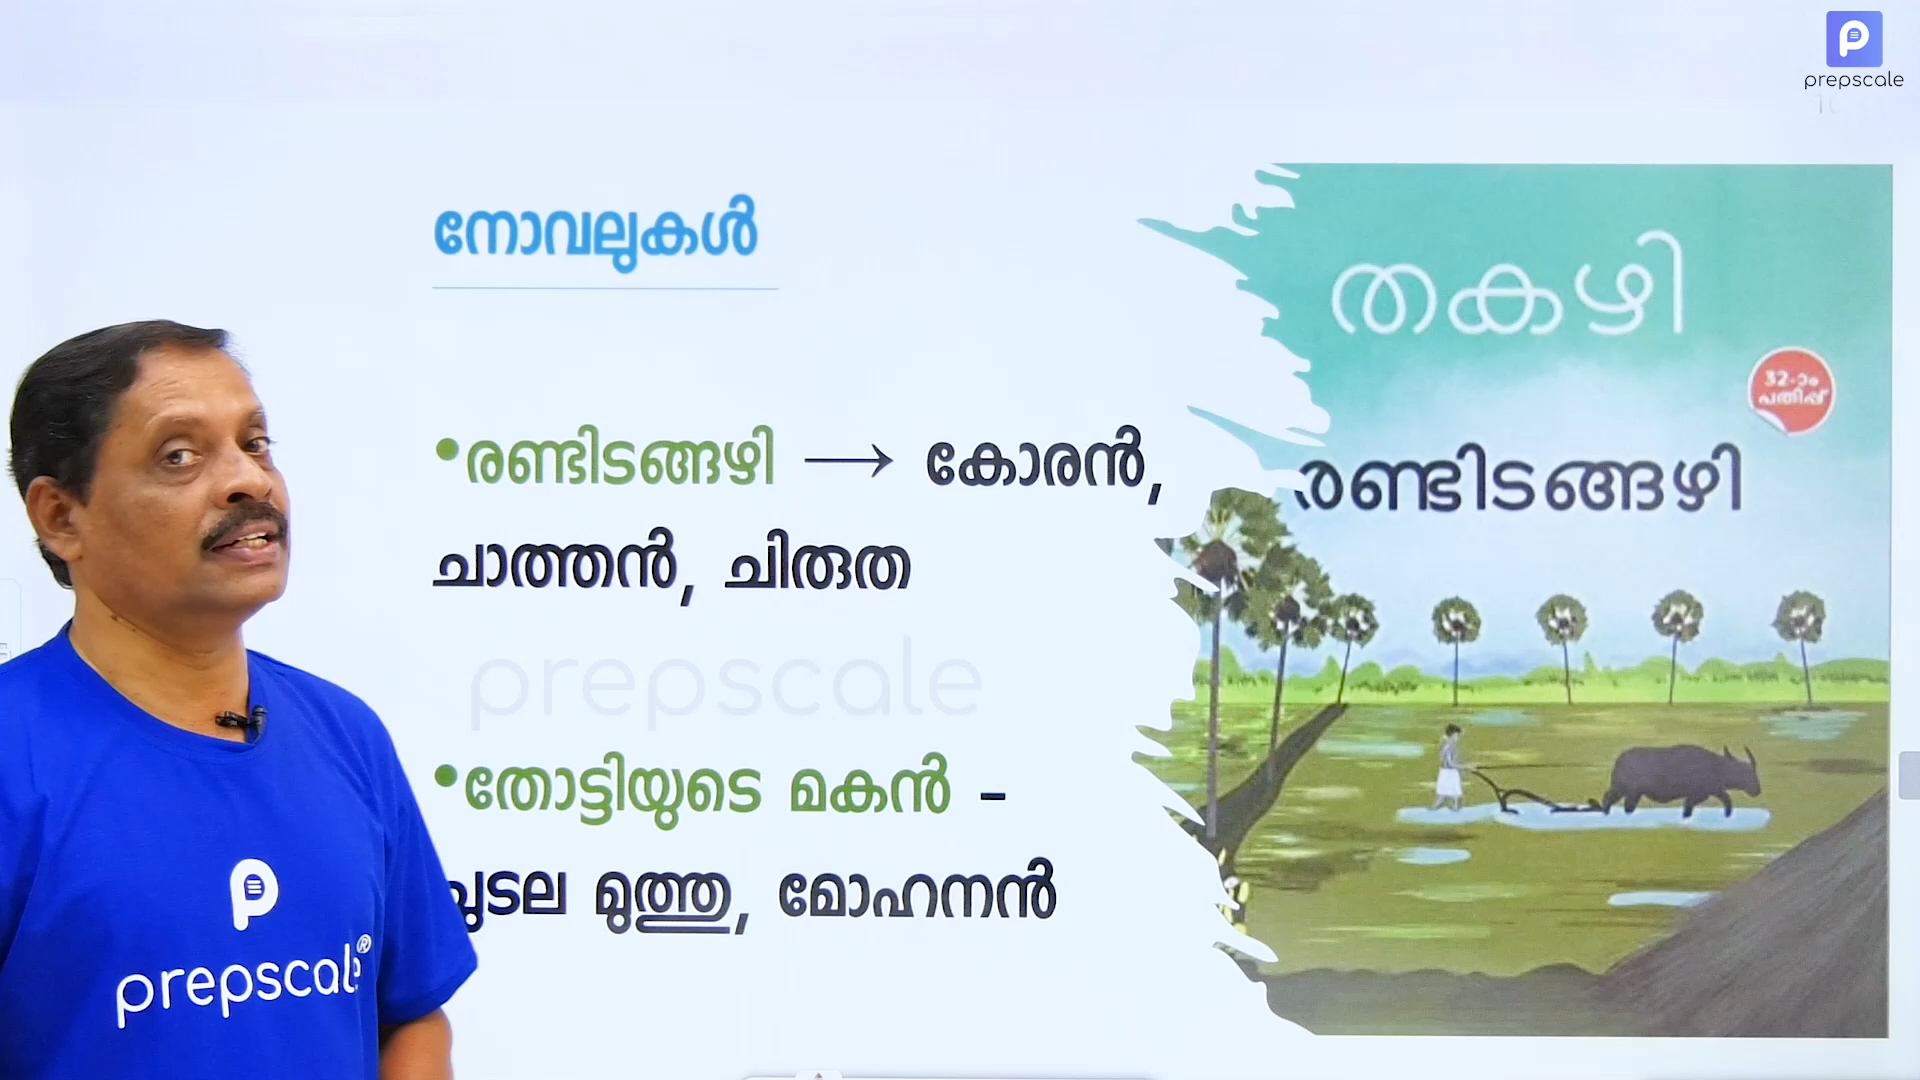 prepscale
നോവലുകൾ
തകഴി
32-ാം
പതിപ്പ്
രണ്ടിടങ്ങഴി
•രണ്ടിടങ്ങഴി → കോരൻ,
ചാത്തൻ, ചിരുത
prepscale
•തോട്ടിയുടെ മകൻ -
ചുടല മുത്തു, മോഹനൻ
prepscale®